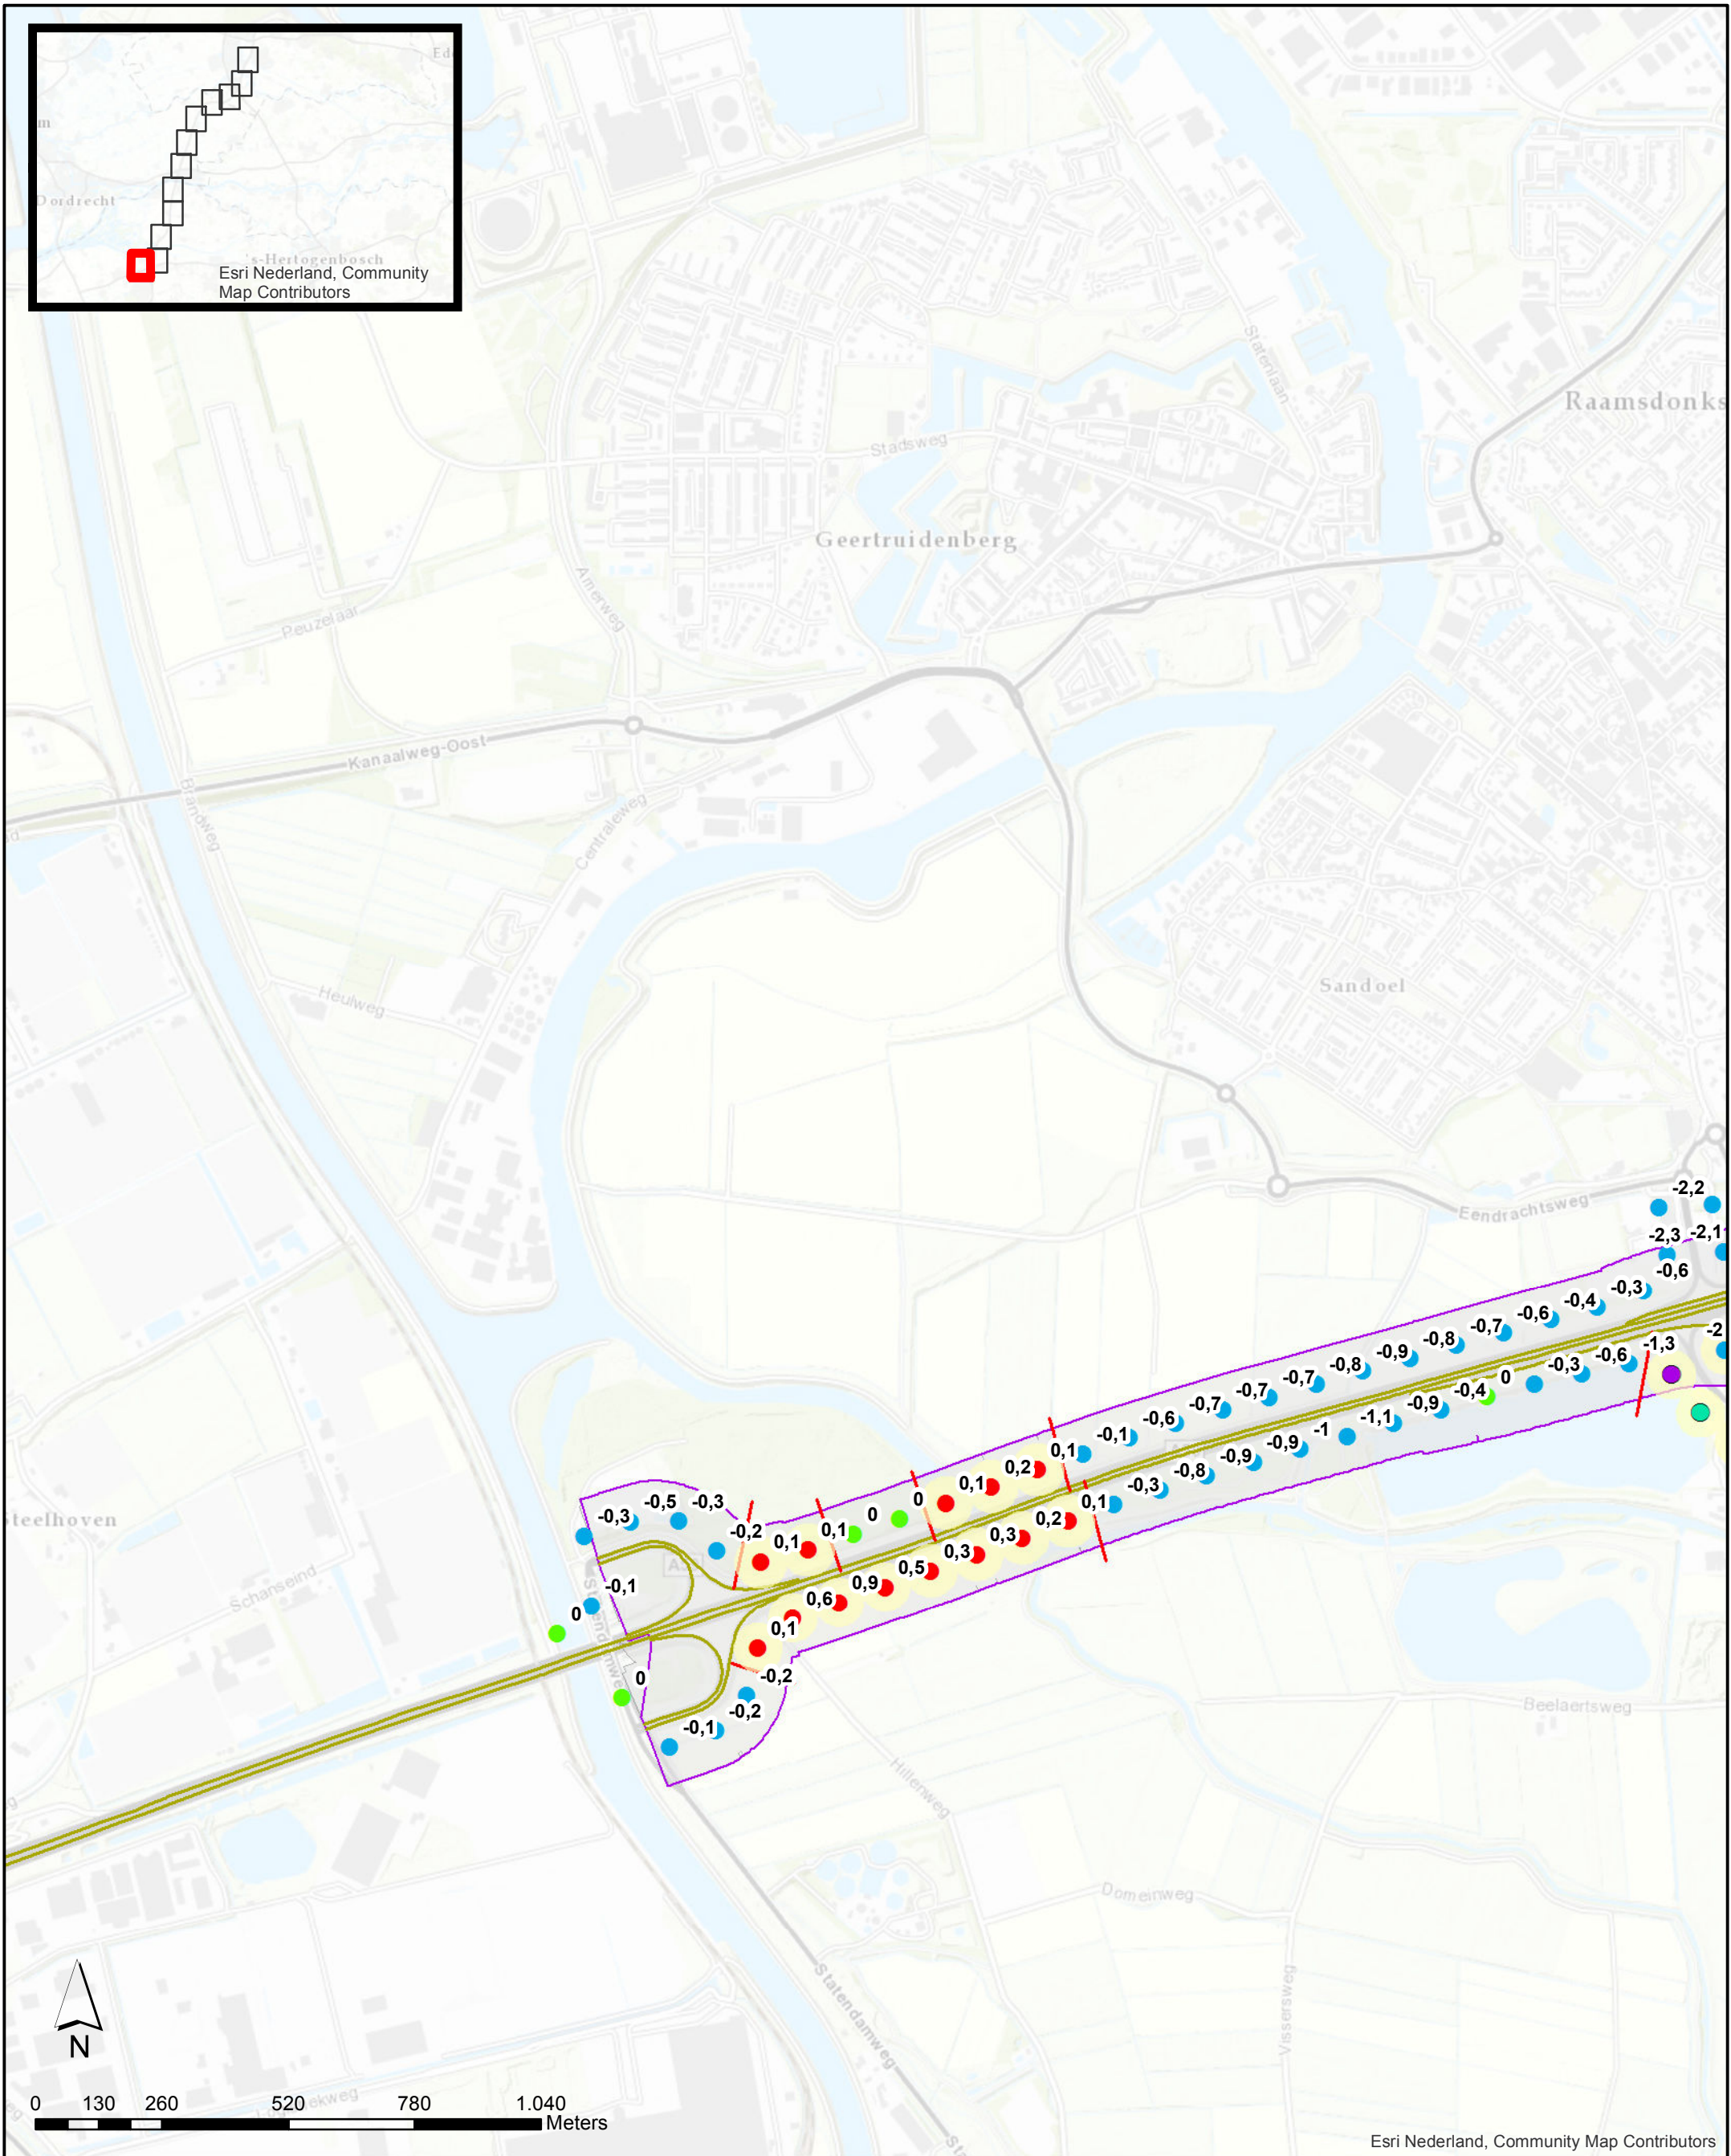 Ede
m
Dordrecht
's-Hertogenbosch
Esri Nederland, Community
Map Contributors
Statenlaan
Raamsdonks
Stadsweg
Geertruidenberg
Amerweg
Peuzelaar
Kanaalweg-Oost
Brandweg
Centraleweg
Sandoel
Heulweg
Eendrachtsweg
-2,2
-2,3 -2,1
-0,6
-0,3
-0,4
-0,6
-0,7
-0,8
-0,9
-0,8
-0,7
-0,7
-0,7
-0,6
-0,1
0,1
0,2
0,1
0
0
0,1
0,1
-0,2
-0,3
-0,5
-0,3
-2
-1,3
-0,6
-0,3
0
-0,4
-0,9
-1,1
-1
-0,9
-0,9
-0,8
-0,3
0,1
0,2
0,3
0,3
0,5
0,9
0,6
0,1
-0,2
-0,2
-0,1
-0,1
0
0
Steelhoven
Schanseind
Beelaertsweg
Hillerweg
Domeinweg
Vissersweg
Statendamweg
N
0 130 260 520 780 1.040
Meters
Esri Nederland, Community Map Contributors